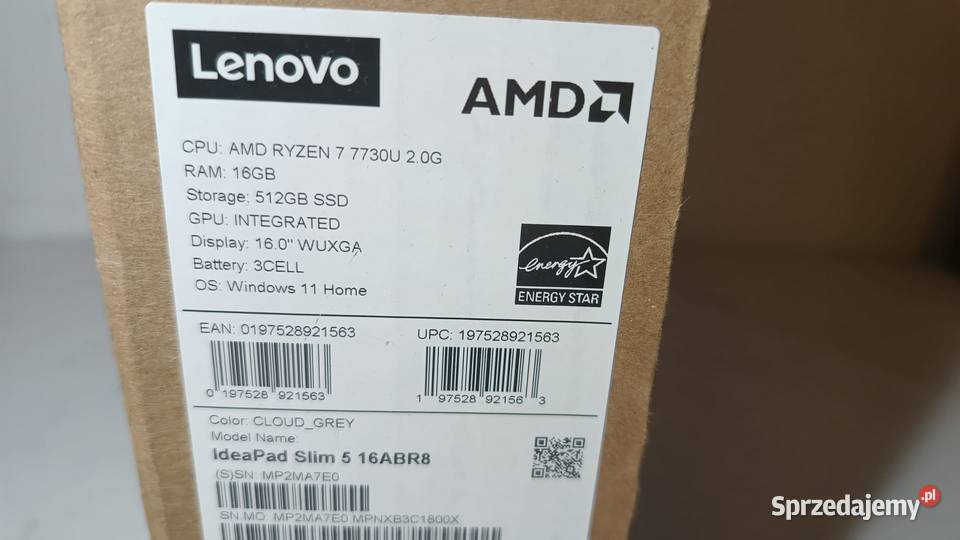 Lenovo
AMD
CPU: AMD RYZEN 7 7730U 2.0G
RAM: 16GB
Storage: 512GB SSD
GPU: INTEGRATED
Display: 16.0" WUXGA
Battery: 3CELL
OS: Windows 11 Home
energy
ENERGY STAR
EAN: 0197528921563
UPC: 197528921563
0 197528 921563
1 97528 92156 3
Color: CLOUD_GREY
Model Name:
IdeaPad Slim 5 16ABR8
(S)SN: MP2MA7E0
SN.MO. MP2MA7E0 MPNXB3C1800X
Sprzedajemy.pl